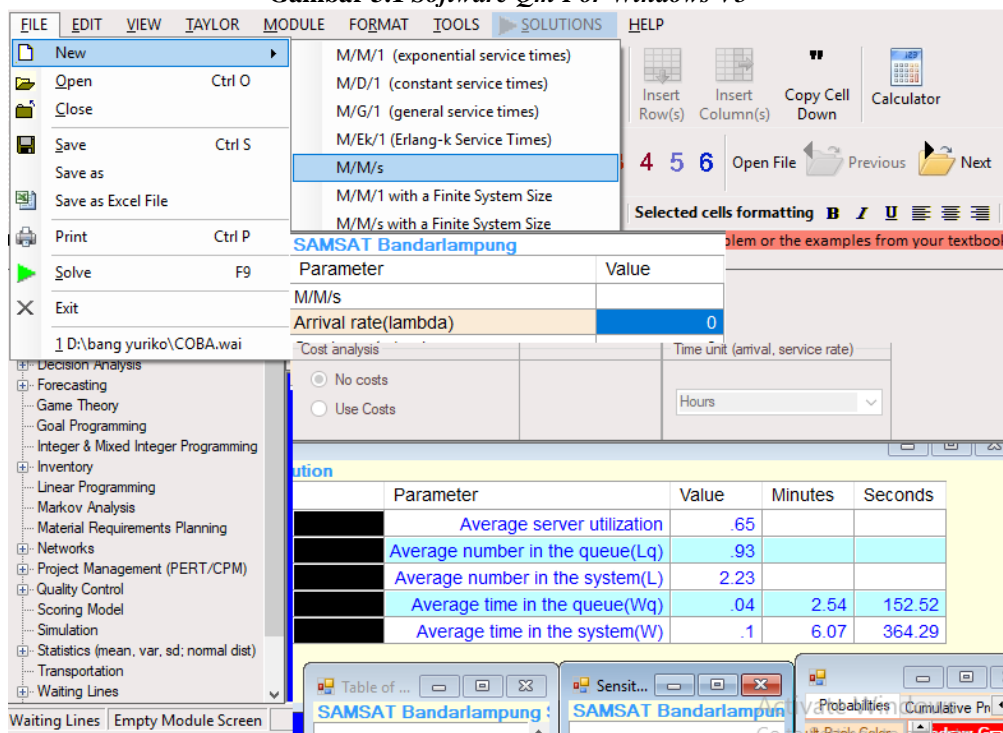 FILE EDIT VIEW TAYLOR MODULE FORMAT TOOLS SOLUTIONS HELP
New
Open Ctrl O
Close
Save Ctrl S
Save as
Save as Excel File
Print Ctrl P
Solve F9
Exit
1 D:\bang yuriko\COBA.wai
M/M/1 (exponential service times)
M/D/1 (constant service times)
M/G/1 (general service times)
M/Ek/1 (Erlang-k Service Times)
M/M/s
M/M/1 with a Finite System Size
M/M/s with a Finite System Size
Insert Row(s)
Insert Column(s)
Copy Cell Down
Calculator
4 5 6 Open File Previous Next
Selected cells formatting B I U
or the examples from your textbook
SAMSAT Bandarlampung
Parameter Value
M/M/s
Arrival rate(lambda) 0
Cost analysis
No costs
Use Costs
Time unit (arrival, service rate)
Hours
Decision Analysis
Forecasting
Game Theory
Goal Programming
Integer & Mixed Integer Programming
Inventory
Linear Programming
Markov Analysis
Material Requirements Planning
Networks
Project Management (PERT/CPM)
Quality Control
Scoring Model
Simulation
Statistics (mean, var, sd; normal dist)
Transportation
Waiting Lines
Waiting Lines Empty Module Screen
ution
Parameter Value Minutes Seconds
Average server utilization .65
Average number in the queue(Lq) .93
Average number in the system(L) 2.23
Average time in the queue(Wq) .04 2.54 152.52
Average time in the system(W) .1 6.07 364.29
Table of ...
SAMSAT Bandarlampung
Sensit...
SAMSAT Bandarlampun
Activate Windows
Probabilities Cumulative Pr